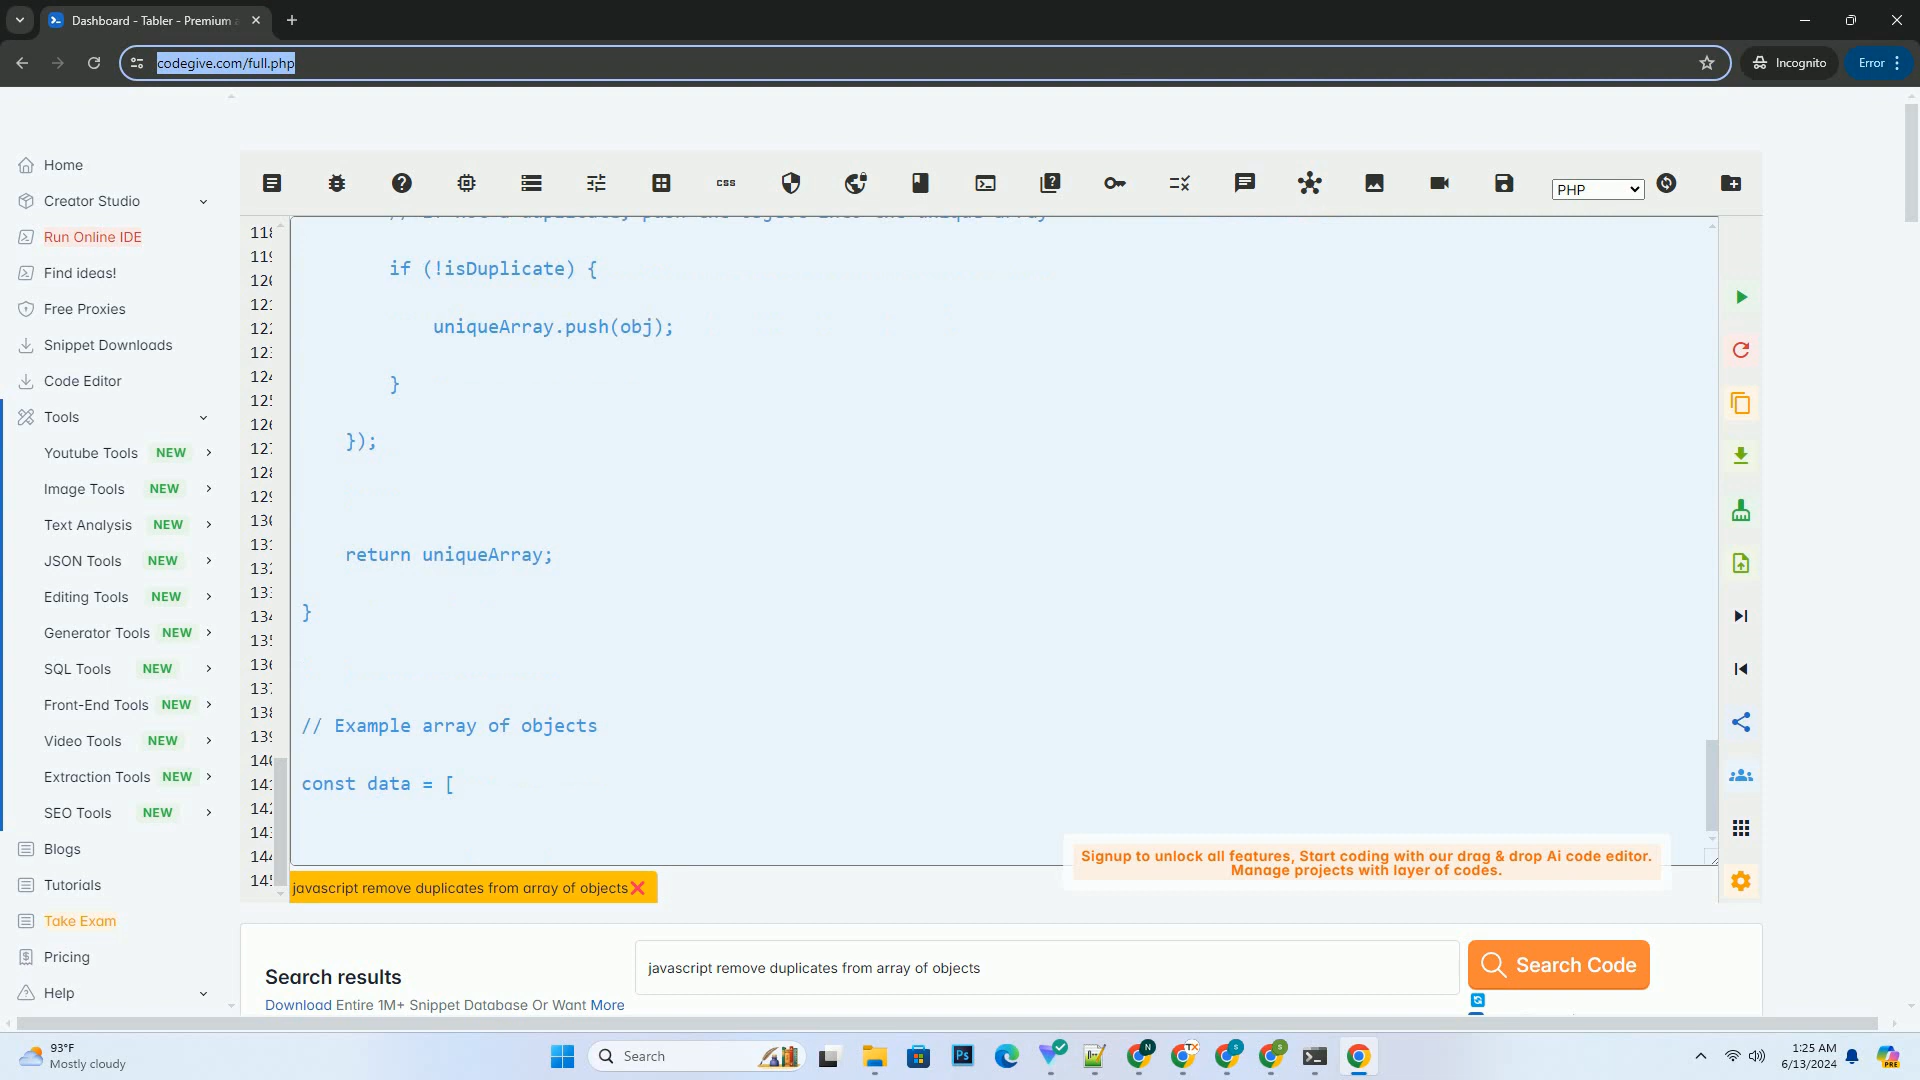 Dashboard - Tabler - Premium
codegive.com/full.php
Incognito
Error
Home
Creator Studio
Run Online IDE
Find ideas!
Free Proxies
Snippet Downloads
Code Editor
Tools
Youtube Tools NEW
Image Tools NEW
Text Analysis NEW
JSON Tools NEW
Editing Tools NEW
Generator Tools NEW
SQL Tools NEW
Front-End Tools NEW
Video Tools NEW
Extraction Tools NEW
SEO Tools NEW
Blogs
Tutorials
Take Exam
Pricing
Help
css
PHP
if (!isDuplicate) {
uniqueArray.push(obj);
}
});
return uniqueArray;
}
// Example array of objects
const data = [
Signup to unlock all features, Start coding with our drag & drop Ai code editor.
Manage projects with layer of codes.
javascript remove duplicates from array of objects
Search results
Download Entire 1M+ Snippet Database Or Want More
javascript remove duplicates from array of objects
Search Code
93°F
Mostly cloudy
Search
1:25 AM
6/13/2024